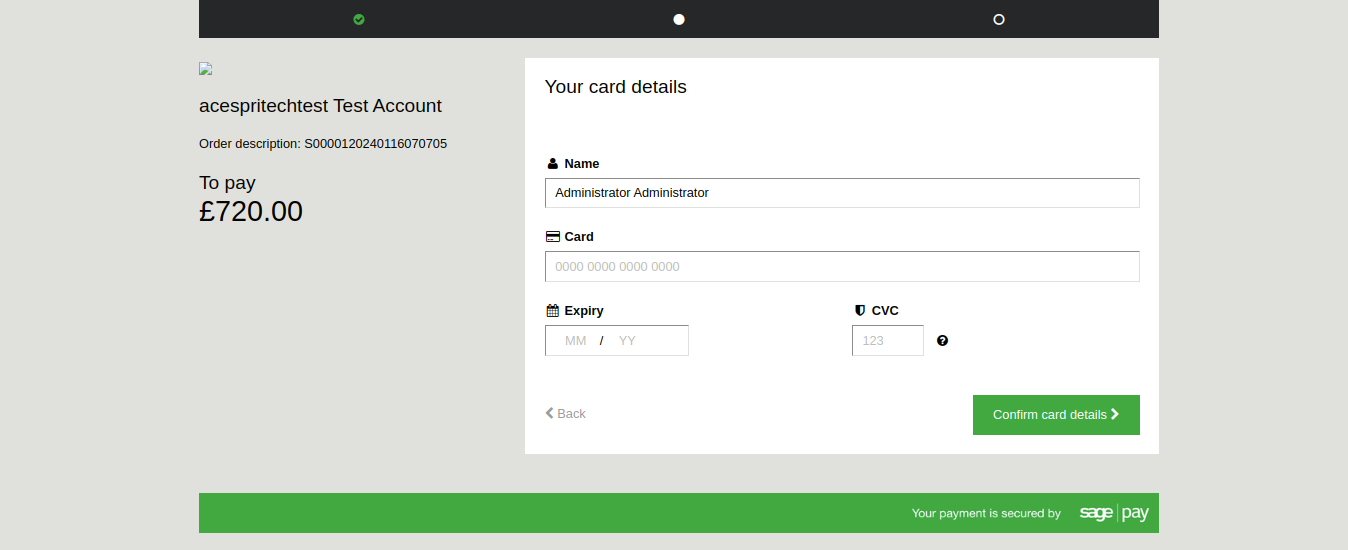 acespritechtest Test Account
Order description: S0000120240116070705
To pay
£720.00
Your card details
Name
Administrator Administrator
Card
0000 0000 0000 0000
Expiry
CVC
MM / YY
123
Back
Confirm card details
Your payment is secured by sage pay